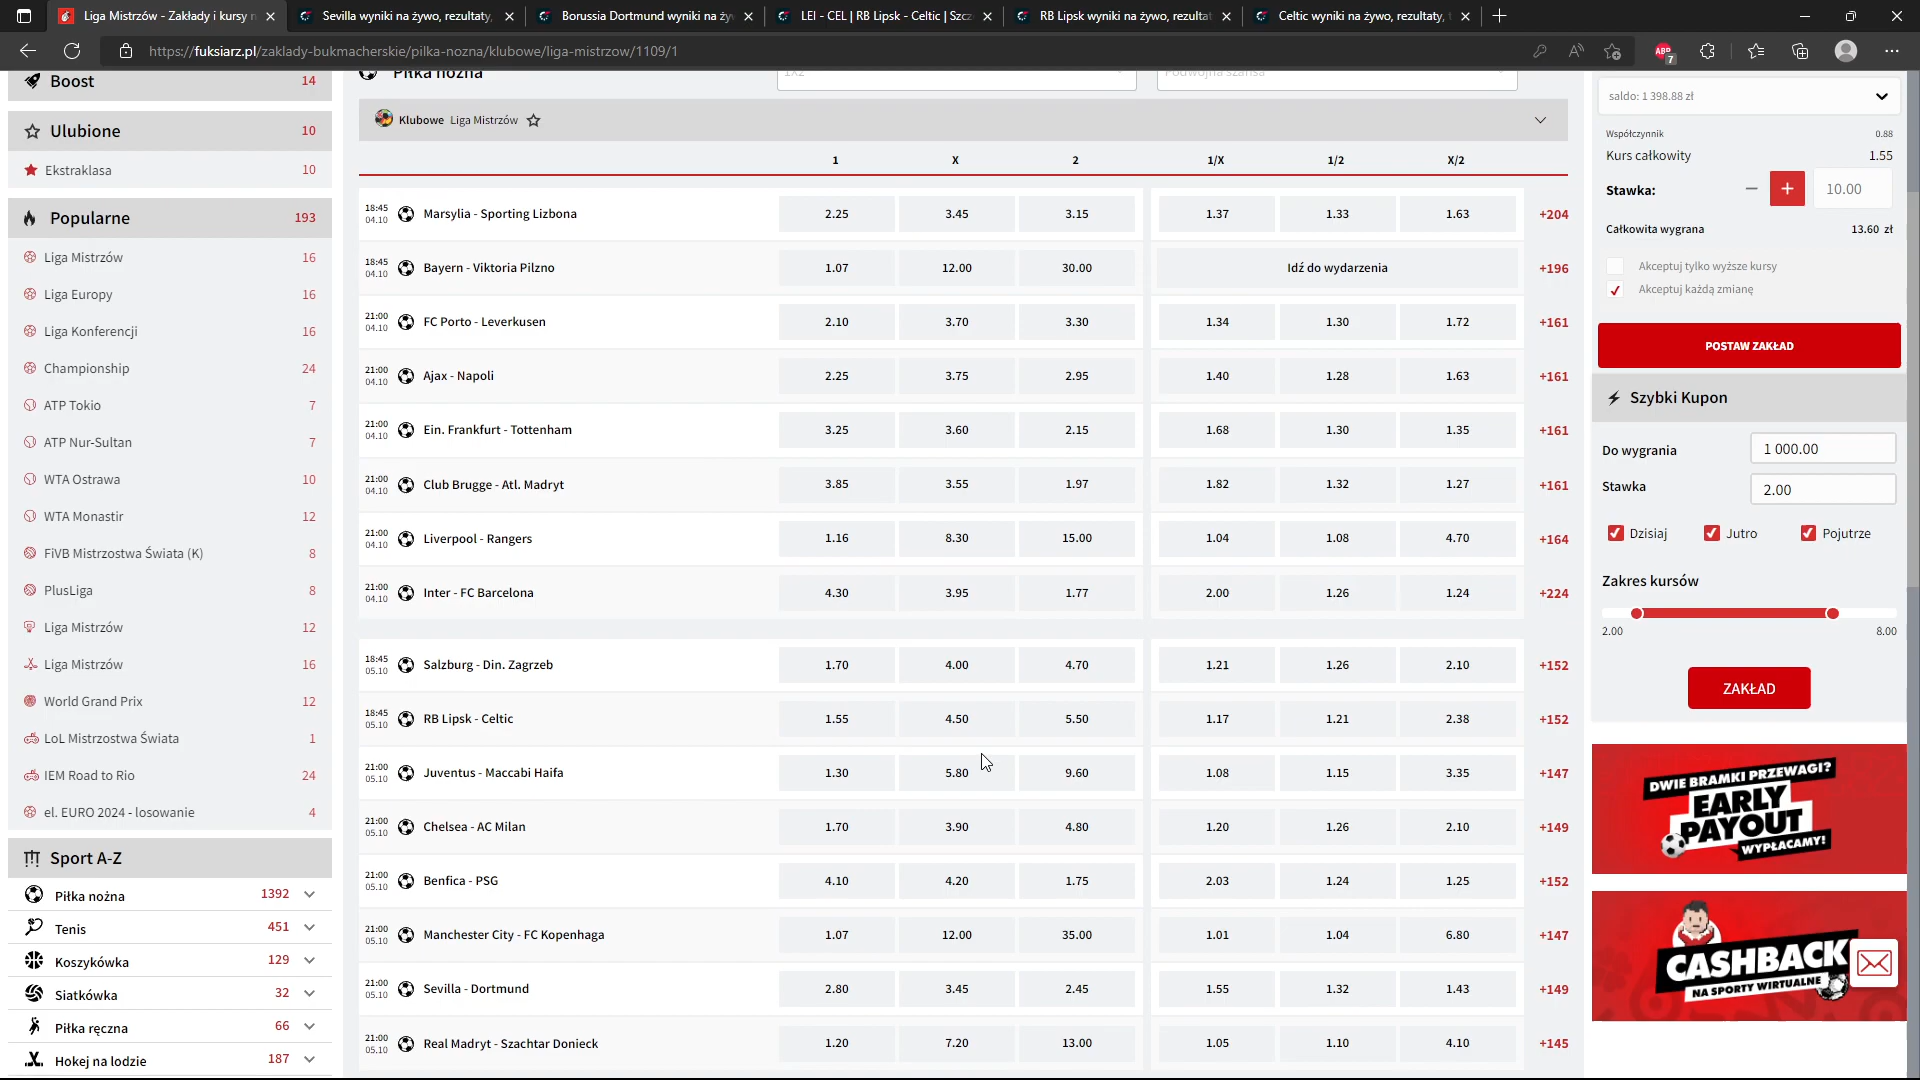 Liga Mistrzów - Zakłady i kursy n
Sevilla wyniki na żywo, rezultaty,
Borussia Dortmund wyniki na ży
LEI - CEL | RB Lipsk - Celtic | Szcz
RB Lipsk wyniki na żywo, rezultat
Celtic wyniki na żywo, rezultaty, t
https://fuksiarz.pl/zaklady-bukmacherskie/pilka-nozna/klubowe/liga-mistrzow/1109/1
ABP
7
Boost 14
Ulubione 10
Ekstraklasa 10
Popularne 193
Liga Mistrzów 16
Liga Europy 16
Liga Konferencji 16
Championship 24
ATP Tokio 7
ATP Nur-Sultan 7
WTA Ostrawa 10
WTA Monastir 12
FiVB Mistrzostwa Świata (K) 8
PlusLiga 8
Liga Mistrzów 12
Liga Mistrzów 16
World Grand Prix 12
LoL Mistrzostwa Świata 1
IEM Road to Rio 24
el. EURO 2024 - losowanie 4
Sport A-Z
Piłka nożna 1392
Tenis 451
Koszykówka 129
Siatkówka 32
Piłka ręczna 66
Hokej na lodzie 187
Piłka nożna 1X2 Podwójna szansa
Klubowe Liga Mistrzów
1 X 2 1/X 1/2 X/2
18:45 04.10 Marsylia - Sporting Lizbona 2.25 3.45 3.15 1.37 1.33 1.63 +204
18:45 04.10 Bayern - Viktoria Pilzno 1.07 12.00 30.00 Idź do wydarzenia +196
21:00 04.10 FC Porto - Leverkusen 2.10 3.70 3.30 1.34 1.30 1.72 +161
21:00 04.10 Ajax - Napoli 2.25 3.75 2.95 1.40 1.28 1.63 +161
21:00 04.10 Ein. Frankfurt - Tottenham 3.25 3.60 2.15 1.68 1.30 1.35 +161
21:00 04.10 Club Brugge - Atl. Madryt 3.85 3.55 1.97 1.82 1.32 1.27 +161
21:00 04.10 Liverpool - Rangers 1.16 8.30 15.00 1.04 1.08 4.70 +164
21:00 04.10 Inter - FC Barcelona 4.30 3.95 1.77 2.00 1.26 1.24 +224
18:45 05.10 Salzburg - Din. Zagrzeb 1.70 4.00 4.70 1.21 1.26 2.10 +152
18:45 05.10 RB Lipsk - Celtic 1.55 4.50 5.50 1.17 1.21 2.38 +152
21:00 05.10 Juventus - Maccabi Haifa 1.30 5.80 9.60 1.08 1.15 3.35 +147
21:00 05.10 Chelsea - AC Milan 1.70 3.90 4.80 1.20 1.26 2.10 +149
21:00 05.10 Benfica - PSG 4.10 4.20 1.75 2.03 1.24 1.25 +152
21:00 05.10 Manchester City - FC Kopenhaga 1.07 12.00 35.00 1.01 1.04 6.80 +147
21:00 05.10 Sevilla - Dortmund 2.80 3.45 2.45 1.55 1.32 1.43 +149
21:00 05.10 Real Madryt - Szachtar Donieck 1.20 7.20 13.00 1.05 1.10 4.10 +145
saldo: 1 398.88 zł
Współczynnik 0.88
Kurs całkowity 1.55
Stawka: − + 10.00
Całkowita wygrana 13.60 zł
Akceptuj tylko wyższe kursy
Akceptuj każdą zmianę
POSTAW ZAKŁAD
Szybki Kupon
Do wygrania 1 000.00
Stawka 2.00
Dzisiaj Jutro Pojutrze
Zakres kursów
2.00 8.00
ZAKŁAD
DWIE BRAMKI PRZEWAGI?
EARLY
PAYOUT
WYPŁACAMY!
CASHBACK
NA SPORTY WIRTUALNE